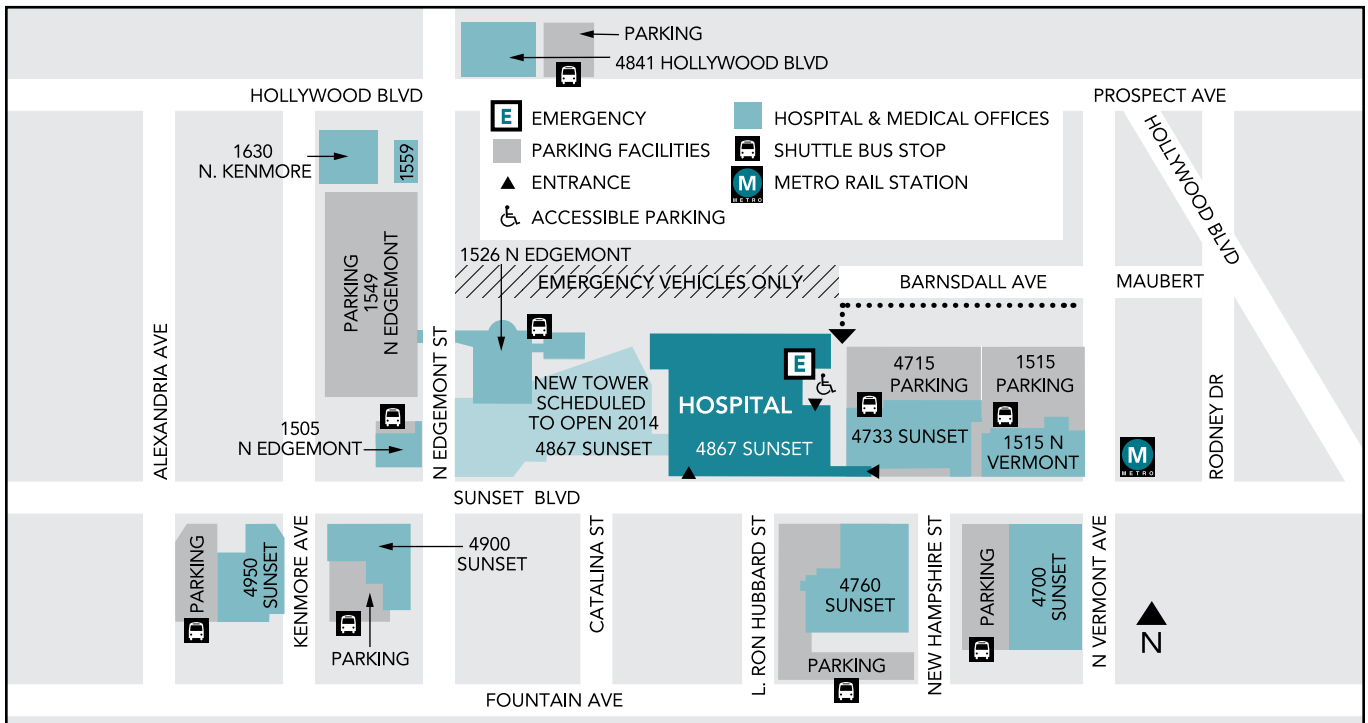 PARKING
4841 HOLLYWOOD BLVD
HOLLYWOOD BLVD
PROSPECT AVE
HOLLYWOOD BLVD
E EMERGENCY
HOSPITAL & MEDICAL OFFICES
PARKING FACILITIES
SHUTTLE BUS STOP
ENTRANCE
M METRO
METRO RAIL STATION
ACCESSIBLE PARKING
1630
N. KENMORE
1559
PARKING
1549
N EDGEMONT
1526 N EDGEMONT
EMERGENCY VEHICLES ONLY
BARNSDALL AVE
MAUBERT
ALEXANDRIA AVE
N EDGEMONT ST
RODNEY DR
NEW TOWER
SCHEDULED
TO OPEN 2014
4867 SUNSET
E
HOSPITAL
4867 SUNSET
4715
PARKING
4733 SUNSET
1515
PARKING
1515 N
VERMONT
M
METRO
1505
N EDGEMONT
SUNSET BLVD
PARKING
4950
SUNSET
KENMORE AVE
4900
SUNSET
PARKING
CATALINA ST
L. RON HUBBARD ST
4760
SUNSET
PARKING
NEW HAMPSHIRE ST
PARKING
4700
SUNSET
N VERMONT AVE
N
FOUNTAIN AVE